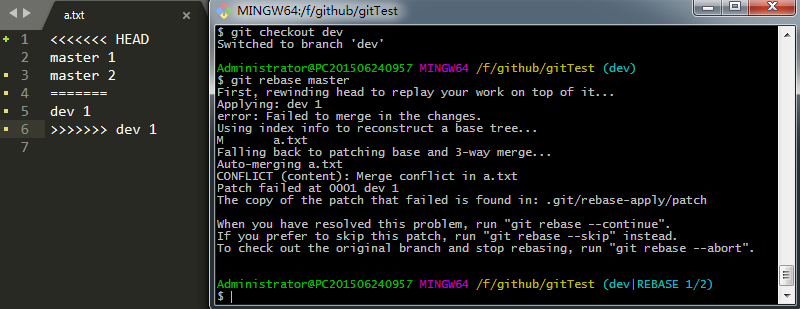 a.txt
×
1 <<<<<<< HEAD
2 master 1
3 master 2
4 =======
5 dev 1
6 >>>>>>> dev 1
7
MINGW64:/f/github/gitTest
$ git checkout dev
Switched to branch 'dev'
Administrator@PC201506240957 MINGW64 /f/github/gitTest (dev)
$ git rebase master
First, rewinding head to replay your work on top of it...
Applying: dev 1
error: Failed to merge in the changes.
Using index info to reconstruct a base tree...
M a.txt
Falling back to patching base and 3-way merge...
Auto-merging a.txt
CONFLICT (content): Merge conflict in a.txt
Patch failed at 0001 dev 1
The copy of the patch that failed is found in: .git/rebase-apply/patch
When you have resolved this problem, run "git rebase --continue".
If you prefer to skip this patch, run "git rebase --skip" instead.
To check out the original branch and stop rebasing, run "git rebase --abort".
Administrator@PC201506240957 MINGW64 /f/github/gitTest (dev|REBASE 1/2)
$